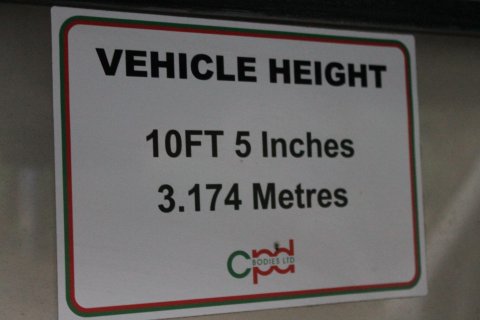 VEHICLE HEIGHT
10FT 5 Inches
3.174 Metres
cpd
BODIES LTD